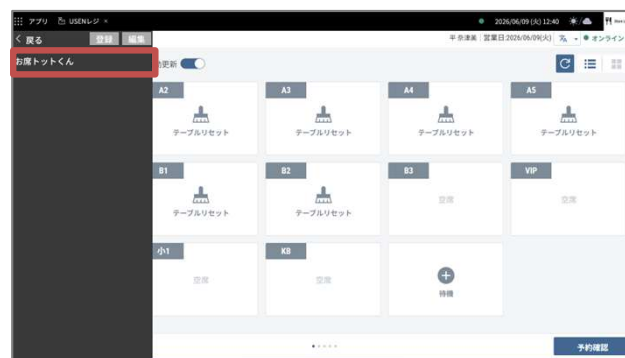 アプリ USENレジ ×
2026/06/09 (火) 12:40
< 戻る 登録 編集
平 奈津美 営業日:2026/06/09(火) オンライン
お席トットくん
動更新
A2 A3 A4 A5
テーブルリセット テーブルリセット テーブルリセット テーブルリセット
B1 B2 B3 VIP
テーブルリセット テーブルリセット 空席 空席
小1 K8
空席 空席 待機
予約確認